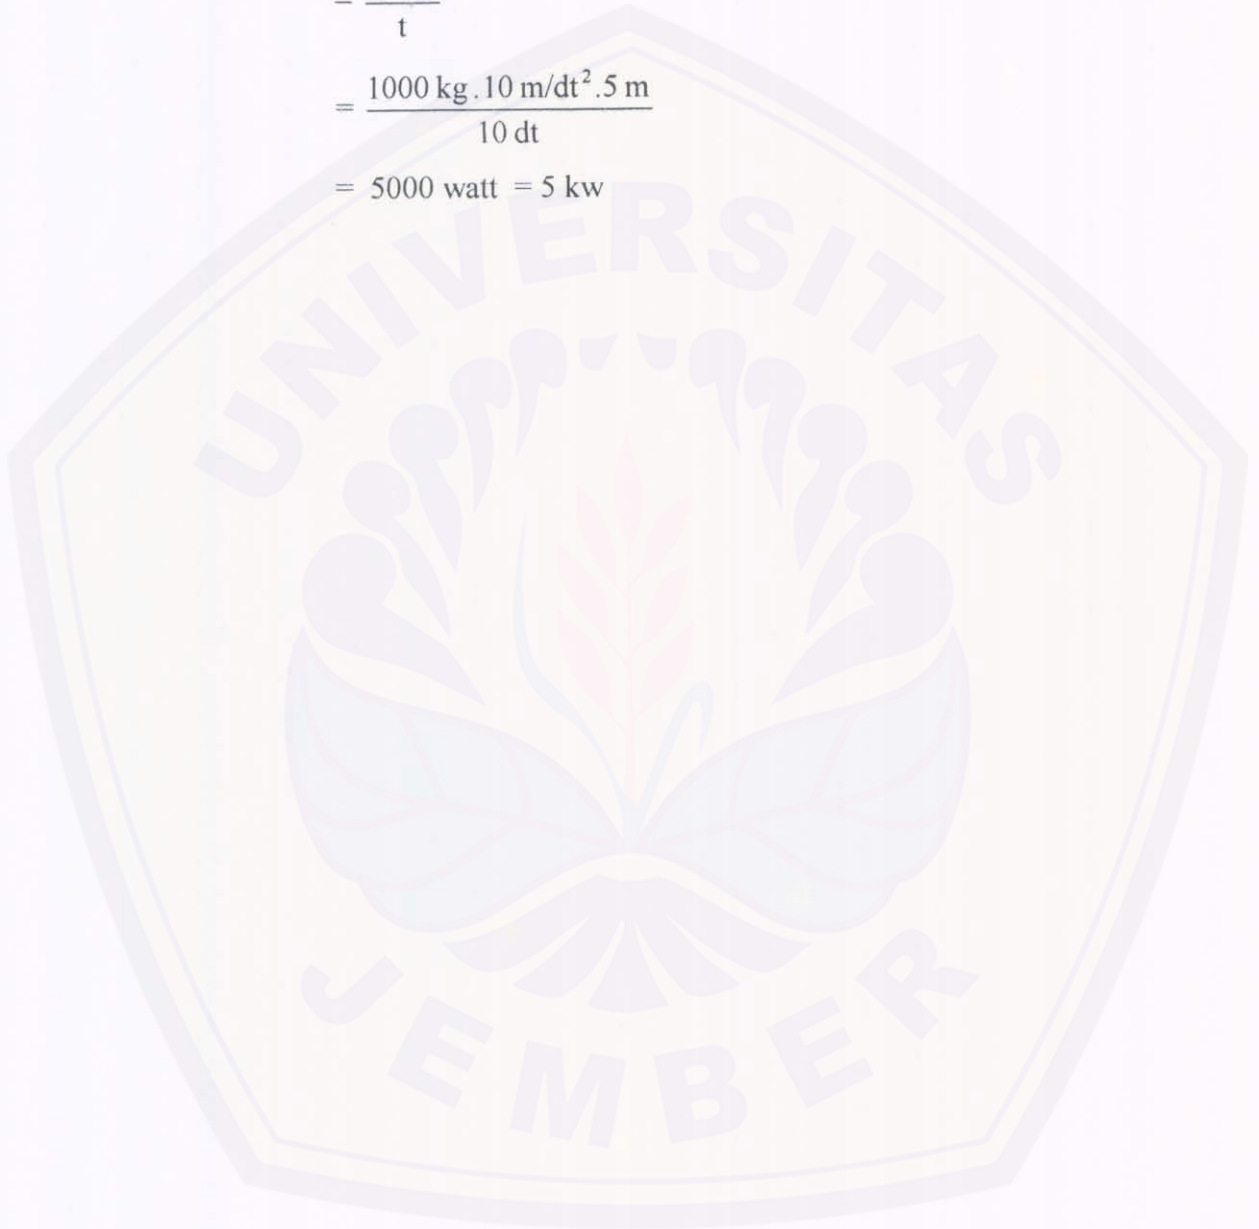 =
t
= 1000 kg . 10 m/dt² . 5 m
10 dt
= 5000 watt = 5 kw
UNIVERSITAS
JEMBER